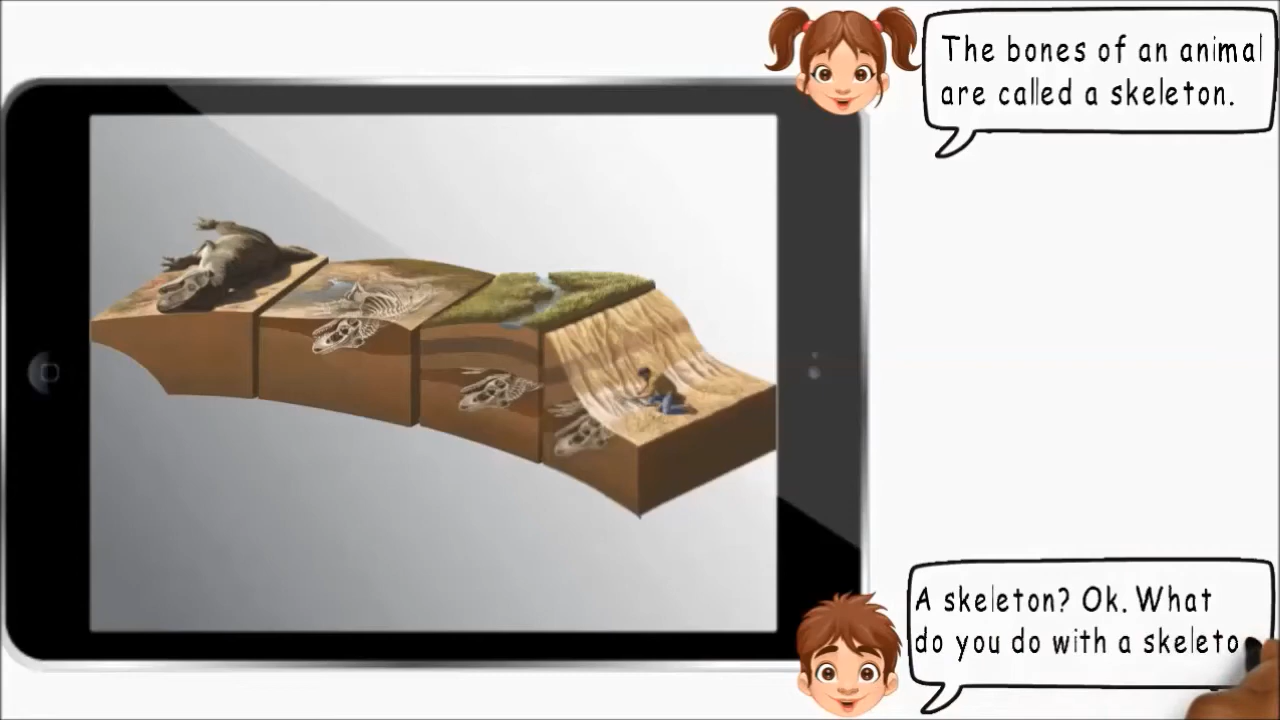 The bones of an animal
are called a skeleton.
A skeleton? Ok. What
do you do with a skeleto